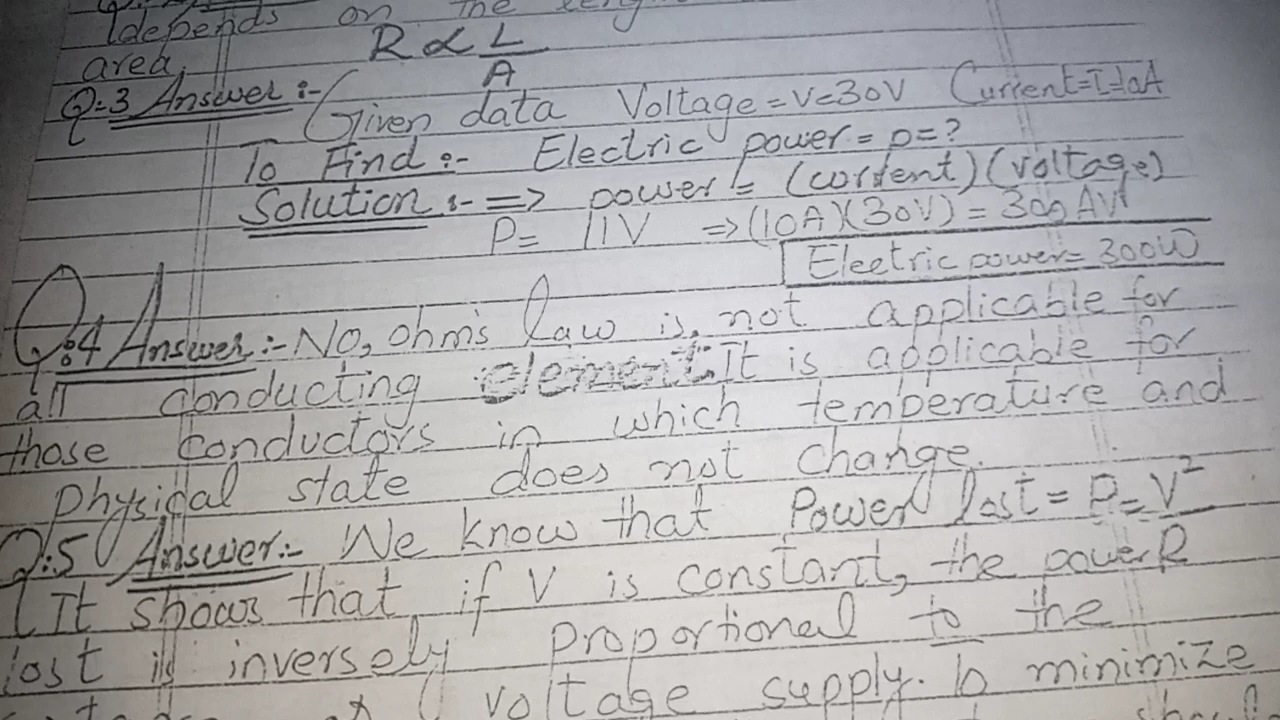 depends on the
area.
R ∝ L/A
Q:3 Answer :- Given data Voltage = V=30V Current=I=10A
To Find :- Electric power = p=?
Solution :- => power = (corrent) (voltage)
P= IIV => (10A)(30V) = 300 AV
Electric power= 300W
Q:4 Answer :- No, ohm's law is not applicable for
all conducting element. It is applicable for
those conductors in which temperature and
physical state does not change.
Q:5 Answer:- We know that Power lost = P= V²/R
It shows that if V is constant, the power
lost is inversely proportional to the
voltage supply. To minimize